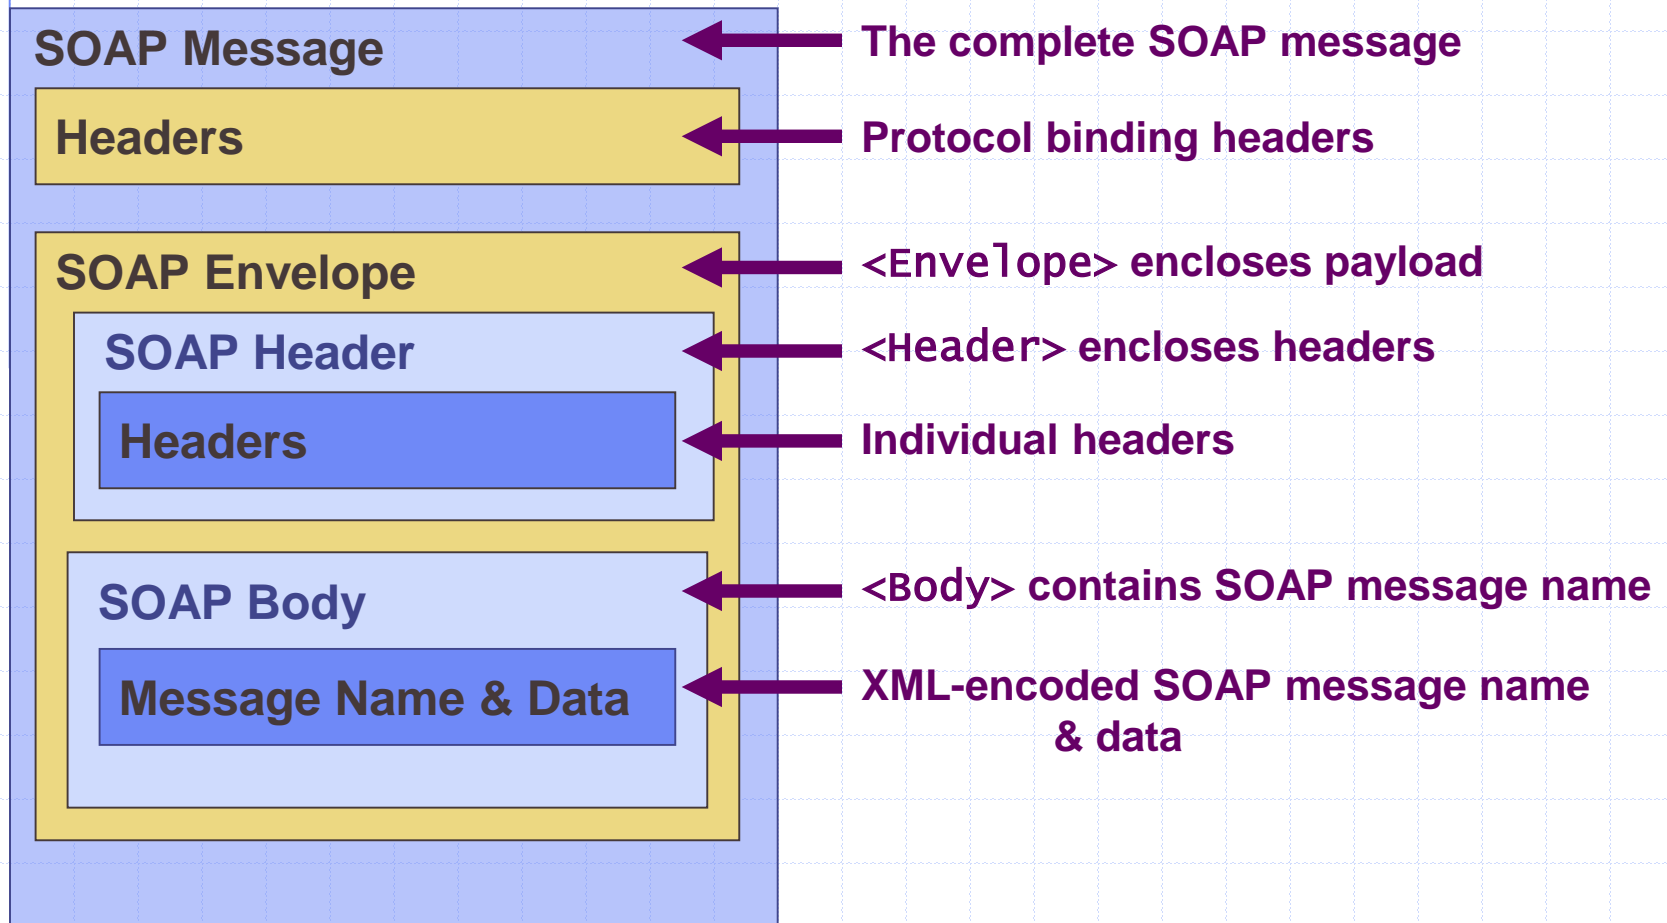 SOAP Message
The complete SOAP message
Headers
Protocol binding headers
SOAP Envelope
<Envelope> encloses payload
SOAP Header
<Header> encloses headers
Headers
Individual headers
SOAP Body
<Body> contains SOAP message name
Message Name & Data
XML-encoded SOAP message name
& data